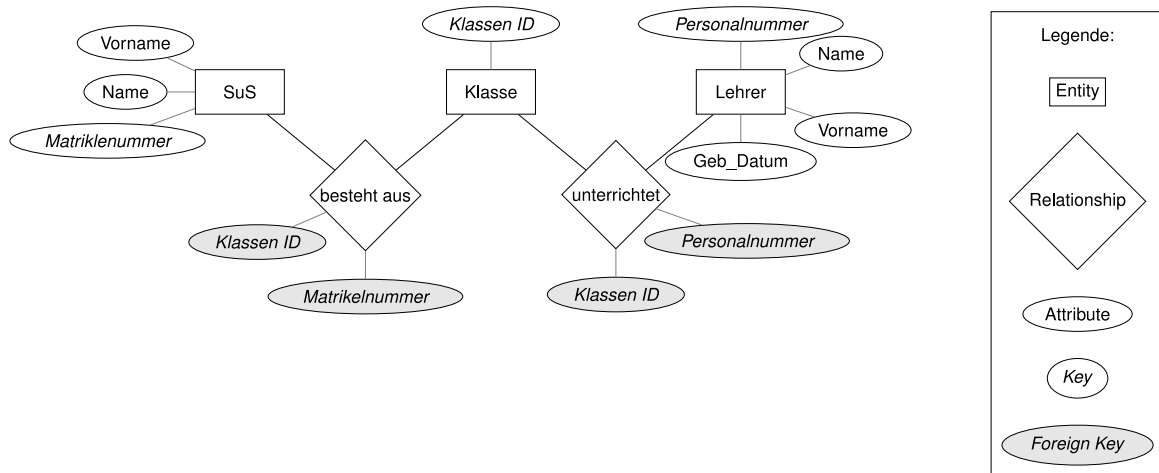 Klassen ID
Personalnummer
Legende:
Vorname
Name
Name
SuS
Klasse
Lehrer
Entity
Matriklenummer
Vorname
Geb_Datum
besteht aus
unterrichtet
Relationship
Klassen ID
Personalnummer
Matrikelnummer
Klassen ID
Attribute
Key
Foreign Key